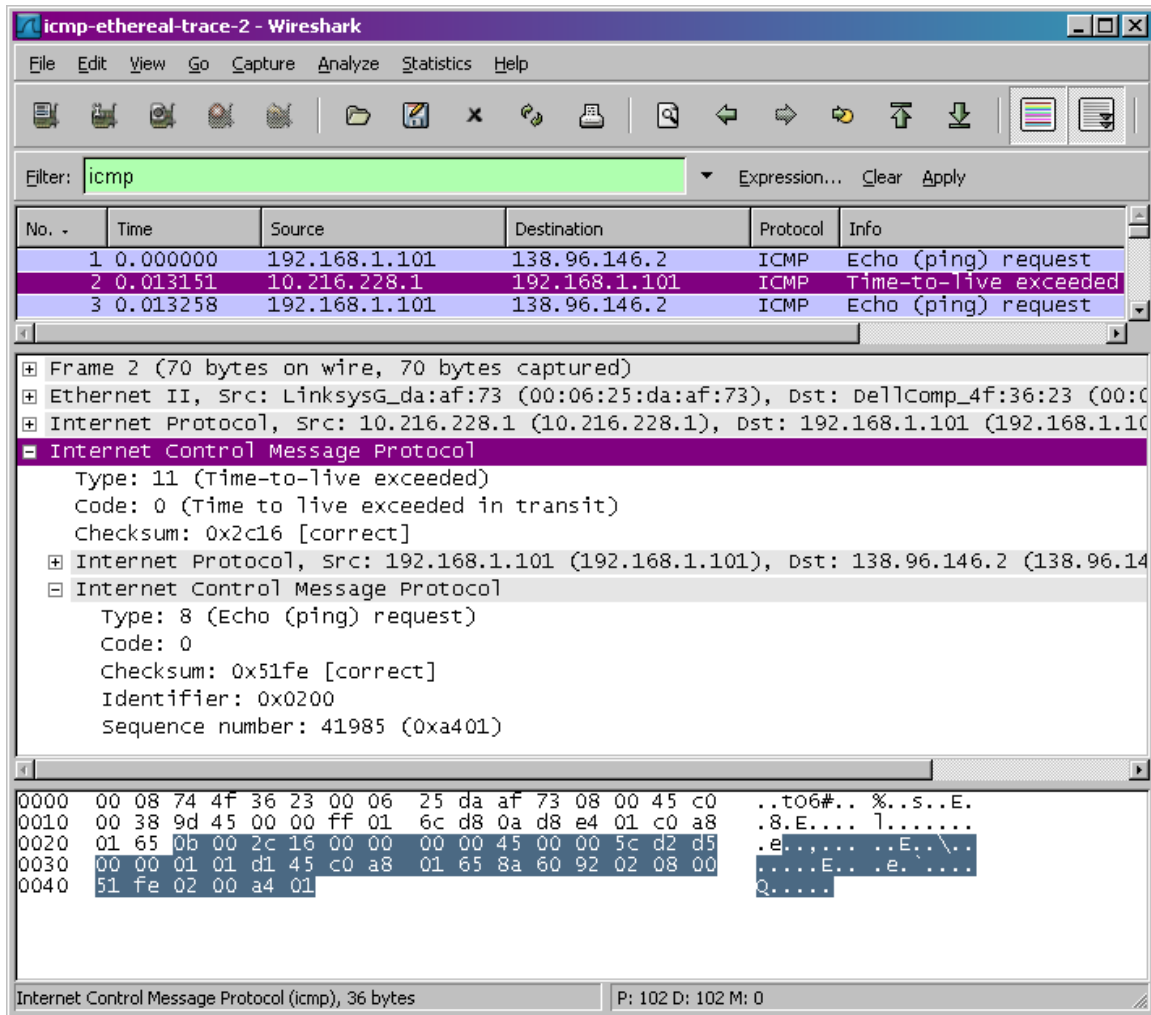 icmp-ethereal-trace-2 - Wireshark
File Edit View Go Capture Analyze Statistics Help
Filter: icmp Expression... Clear Apply
No. Time Source Destination Protocol Info
1 0.000000 192.168.1.101 138.96.146.2 ICMP Echo (ping) request
2 0.013151 10.216.228.1 192.168.1.101 ICMP Time-to-live exceeded
3 0.013258 192.168.1.101 138.96.146.2 ICMP Echo (ping) request
Frame 2 (70 bytes on wire, 70 bytes captured)
Ethernet II, Src: LinksysG_da:af:73 (00:06:25:da:af:73), Dst: DellComp_4f:36:23 (00:0
Internet Protocol, Src: 10.216.228.1 (10.216.228.1), Dst: 192.168.1.101 (192.168.1.10
Internet Control Message Protocol
Type: 11 (Time-to-live exceeded)
Code: 0 (Time to live exceeded in transit)
Checksum: 0x2c16 [correct]
Internet Protocol, Src: 192.168.1.101 (192.168.1.101), Dst: 138.96.146.2 (138.96.14
Internet Control Message Protocol
Type: 8 (Echo (ping) request)
Code: 0
Checksum: 0x51fe [correct]
Identifier: 0x0200
Sequence number: 41985 (0xa401)
0000 00 08 74 4f 36 23 00 06 25 da af 73 08 00 45 c0 ..tO6#.. %..s..E.
0010 00 38 9d 45 00 00 ff 01 6c d8 0a d8 e4 01 c0 a8 .8.E.... l.......
0020 01 65 0b 00 2c 16 00 00 00 00 45 00 00 5c d2 d5 .e..,... ..E..\..
0030 00 00 01 01 d1 45 c0 a8 01 65 8a 60 92 02 08 00 .....E.. .e.`....
0040 51 fe 02 00 a4 01 Q.....
Internet Control Message Protocol (icmp), 36 bytes P: 102 D: 102 M: 0